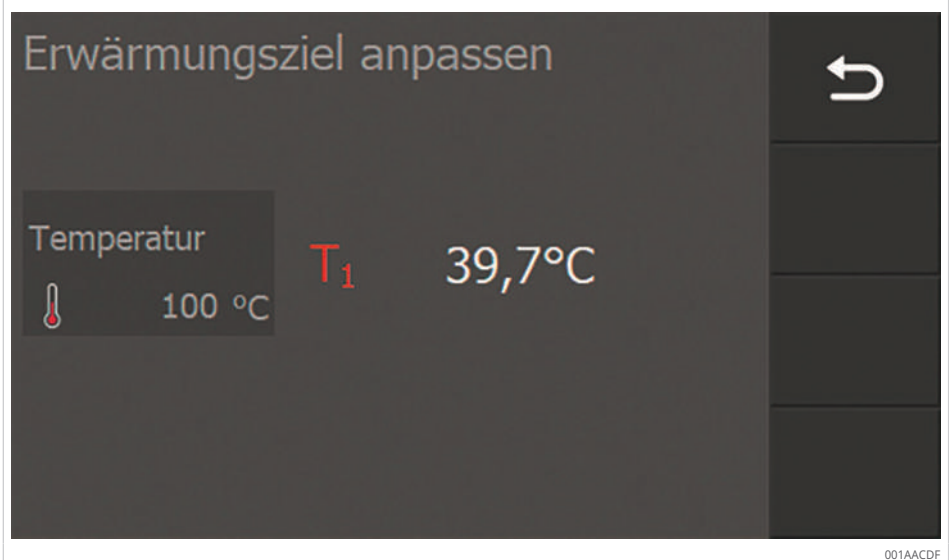 Erwärmungsziel anpassen
Temperatur
100 °C
T₁ 39,7°C
001AACDF